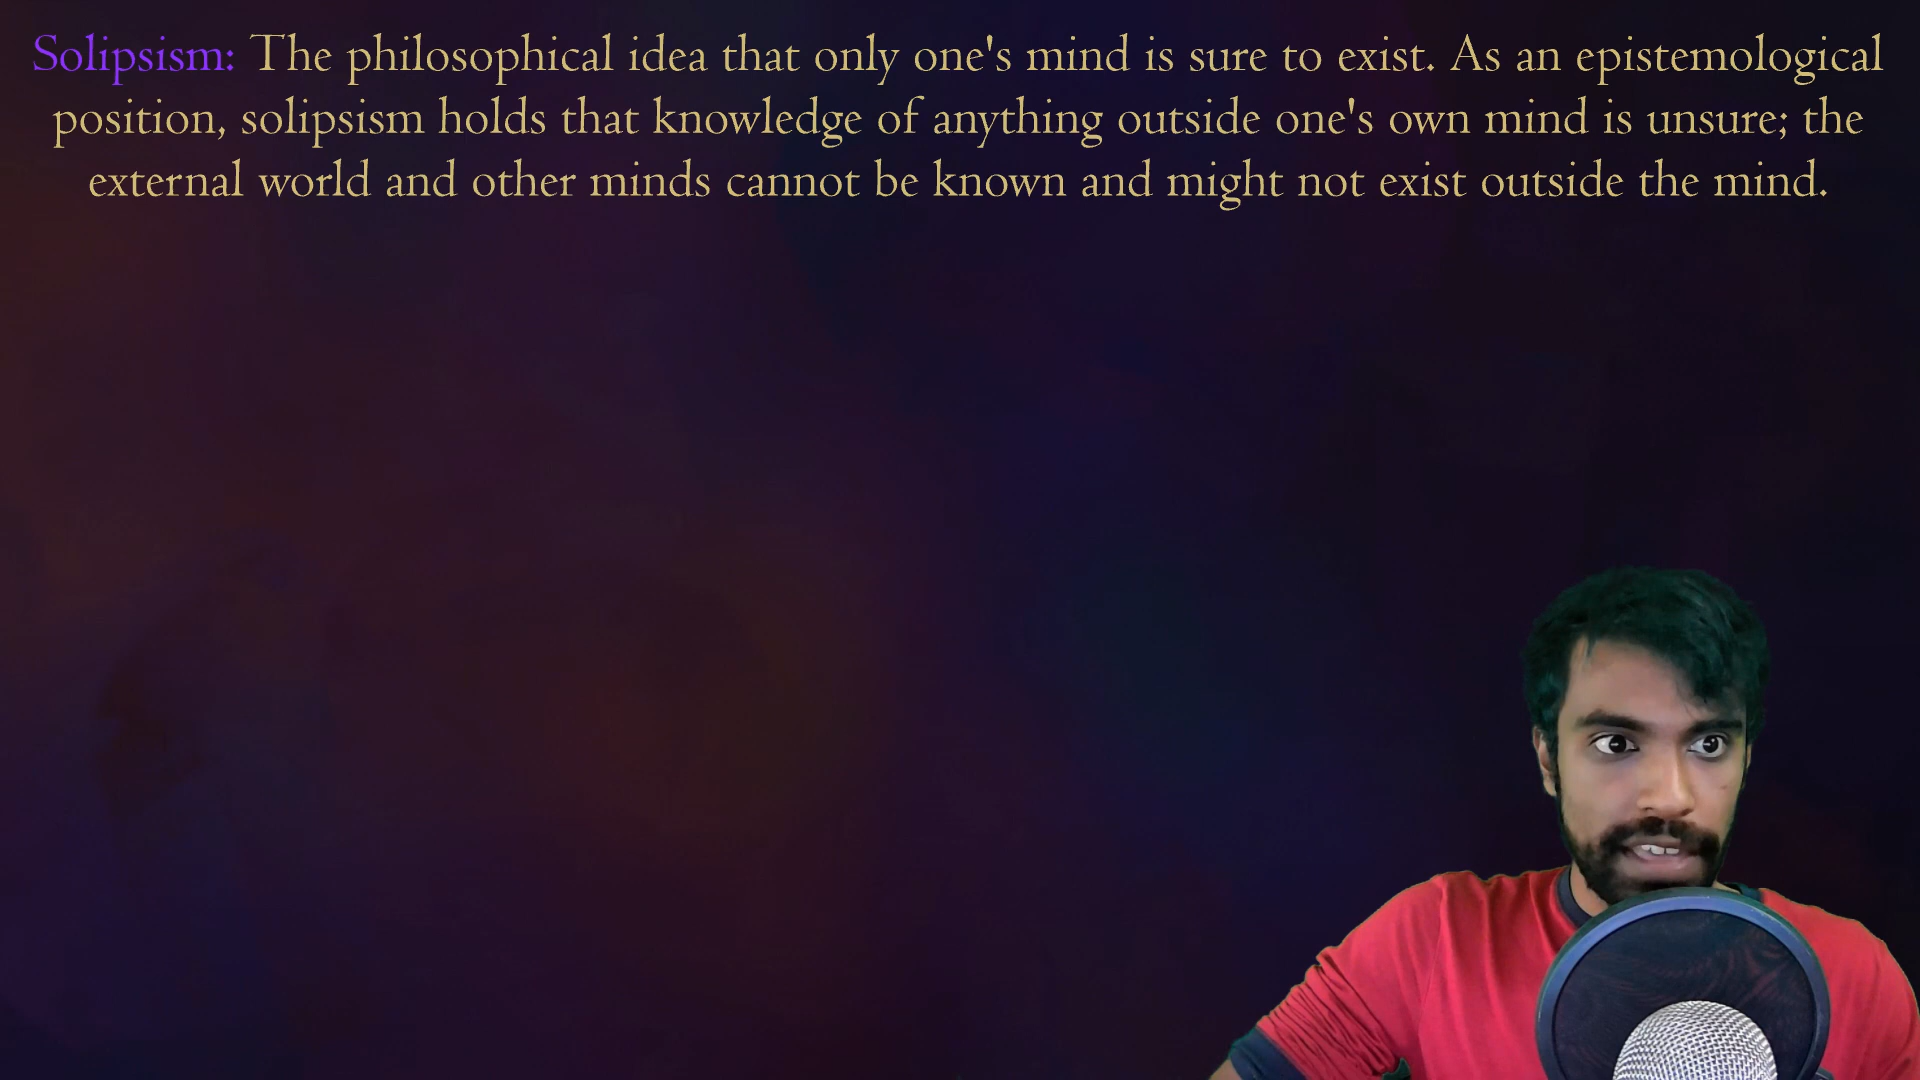 Solipsism: The philosophical idea that only one's mind is sure to exist. As an epistemological
position, solipsism holds that knowledge of anything outside one's own mind is unsure; the
external world and other minds cannot be known and might not exist outside the mind.